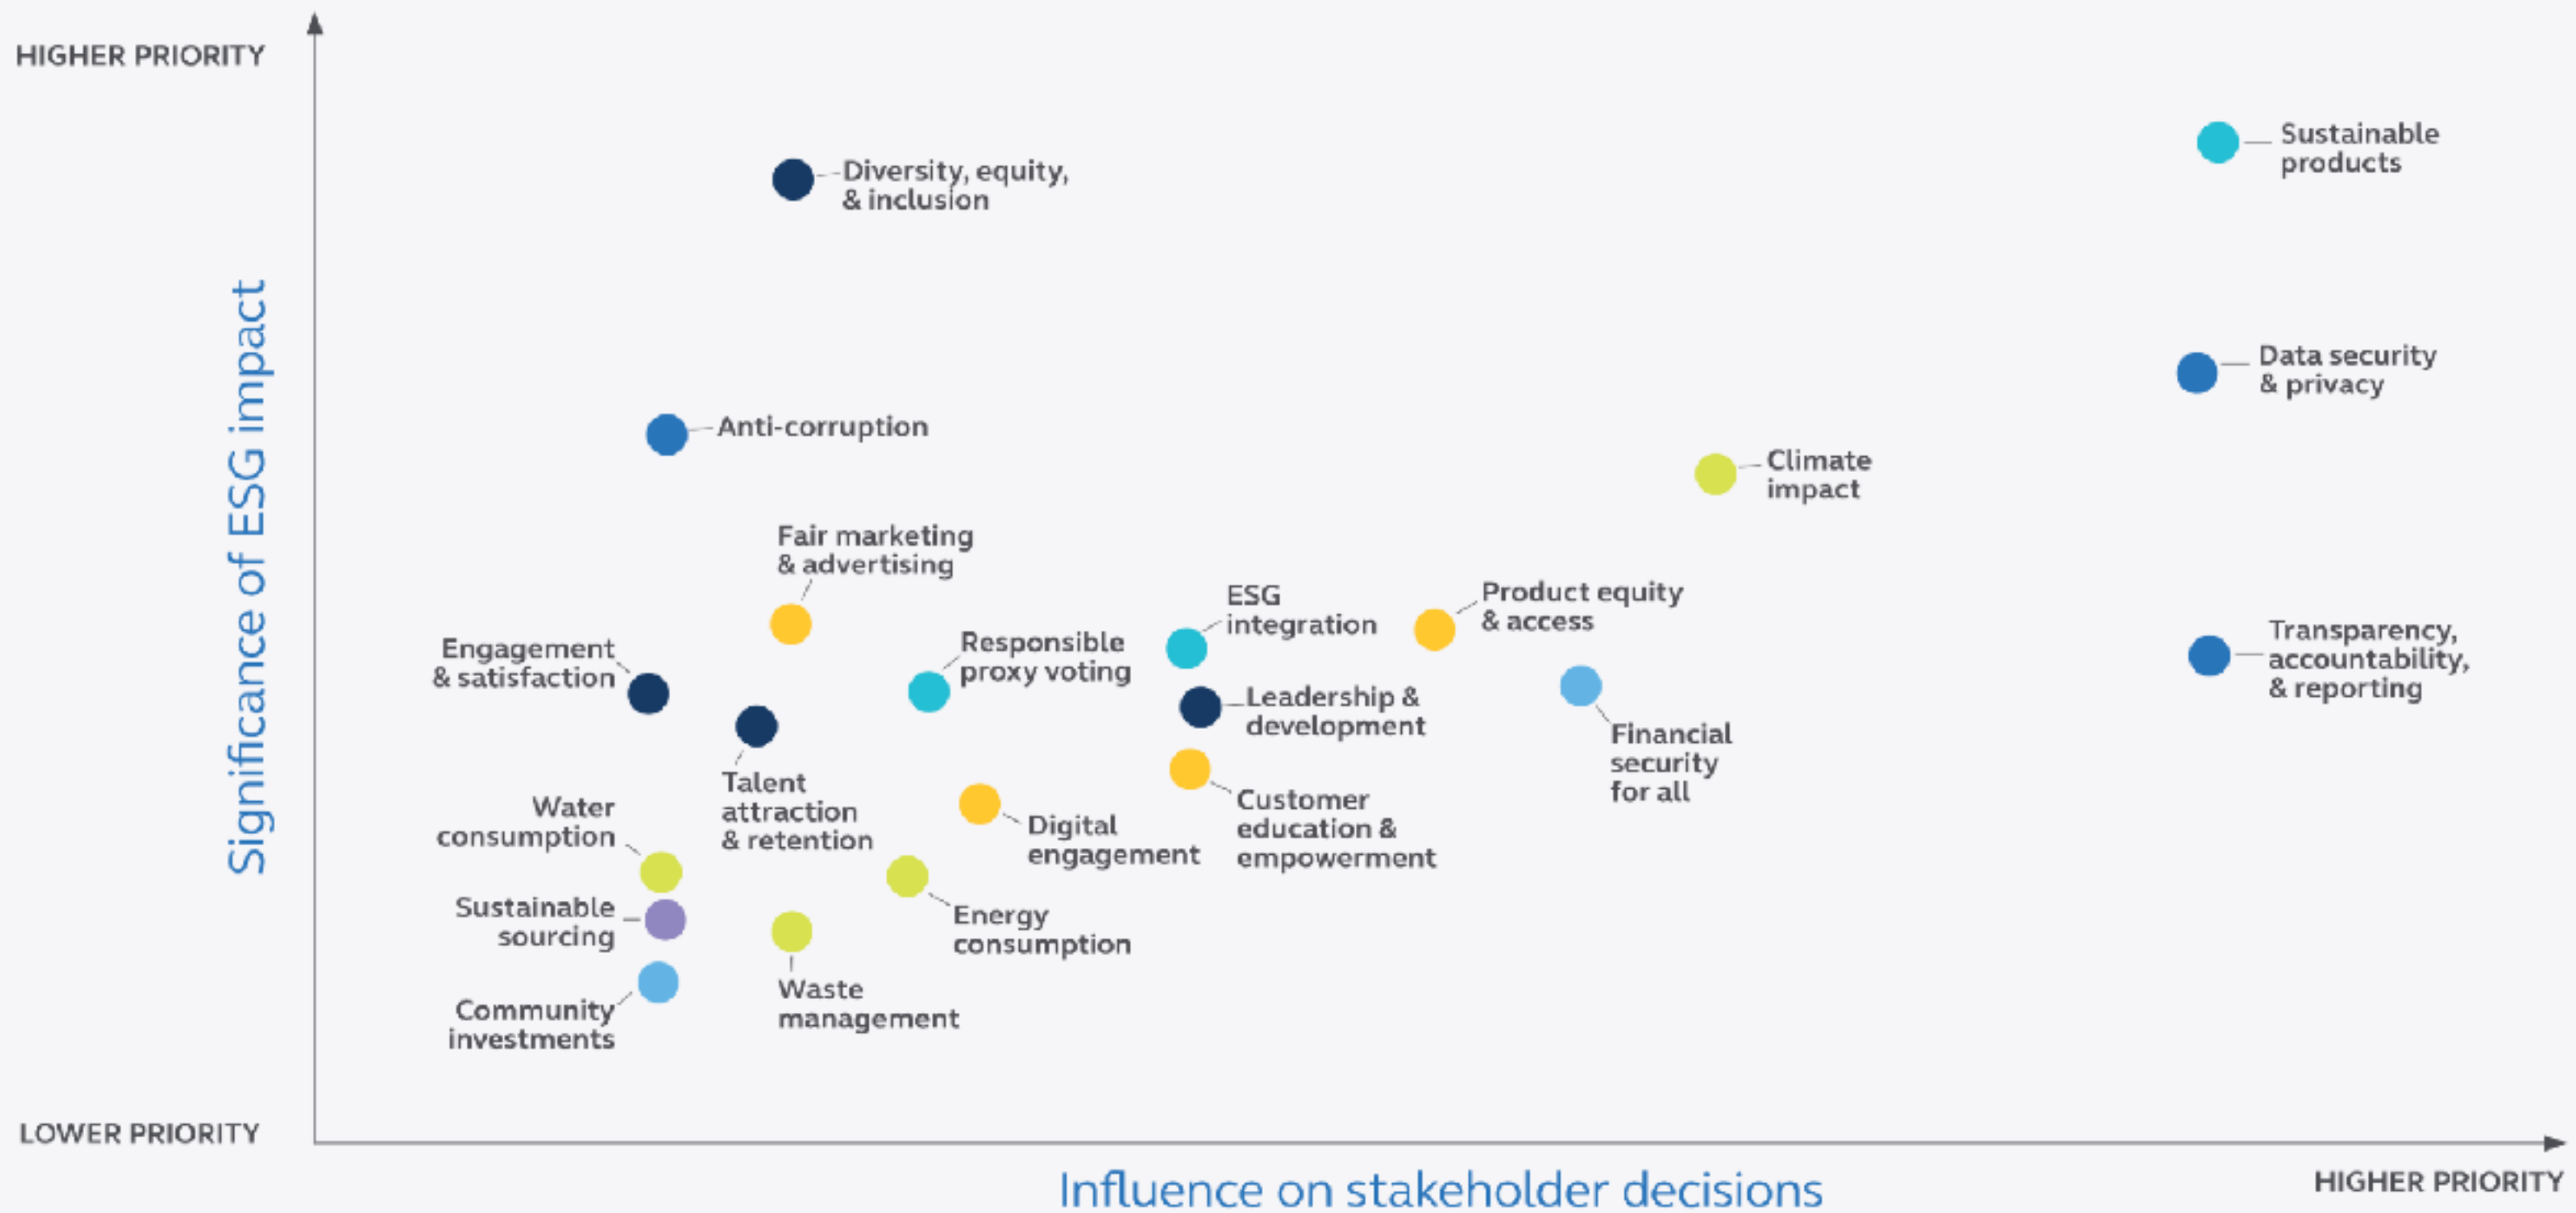 HIGHER PRIORITY
Significance of ESG impact
Diversity, equity,
& inclusion
Sustainable
products
Data security
& privacy
Anti-corruption
Climate
impact
Fair marketing
& advertising
ESG
integration
Product equity
& access
Transparency,
accountability,
& reporting
Engagement
& satisfaction
Responsible
proxy voting
Leadership &
development
Financial
security
for all
Talent
attraction
& retention
Water
consumption
Digital
engagement
Customer
education &
empowerment
Sustainable
sourcing
Energy
consumption
Community
investments
Waste
management
LOWER PRIORITY
Influence on stakeholder decisions
HIGHER PRIORITY